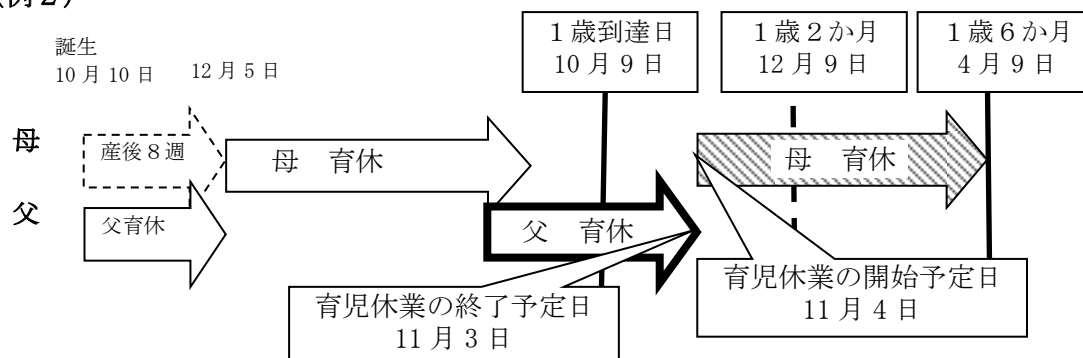 （例２）
１歳到達日
10月９日
１歳２か月
12月９日
１歳６か月
４月９日
誕生
10月10日
12月５日
母
産後８週
母　育休
母　育休
父
父育休
父　育休
育児休業の終了予定日
11月３日
育児休業の開始予定日
11月４日